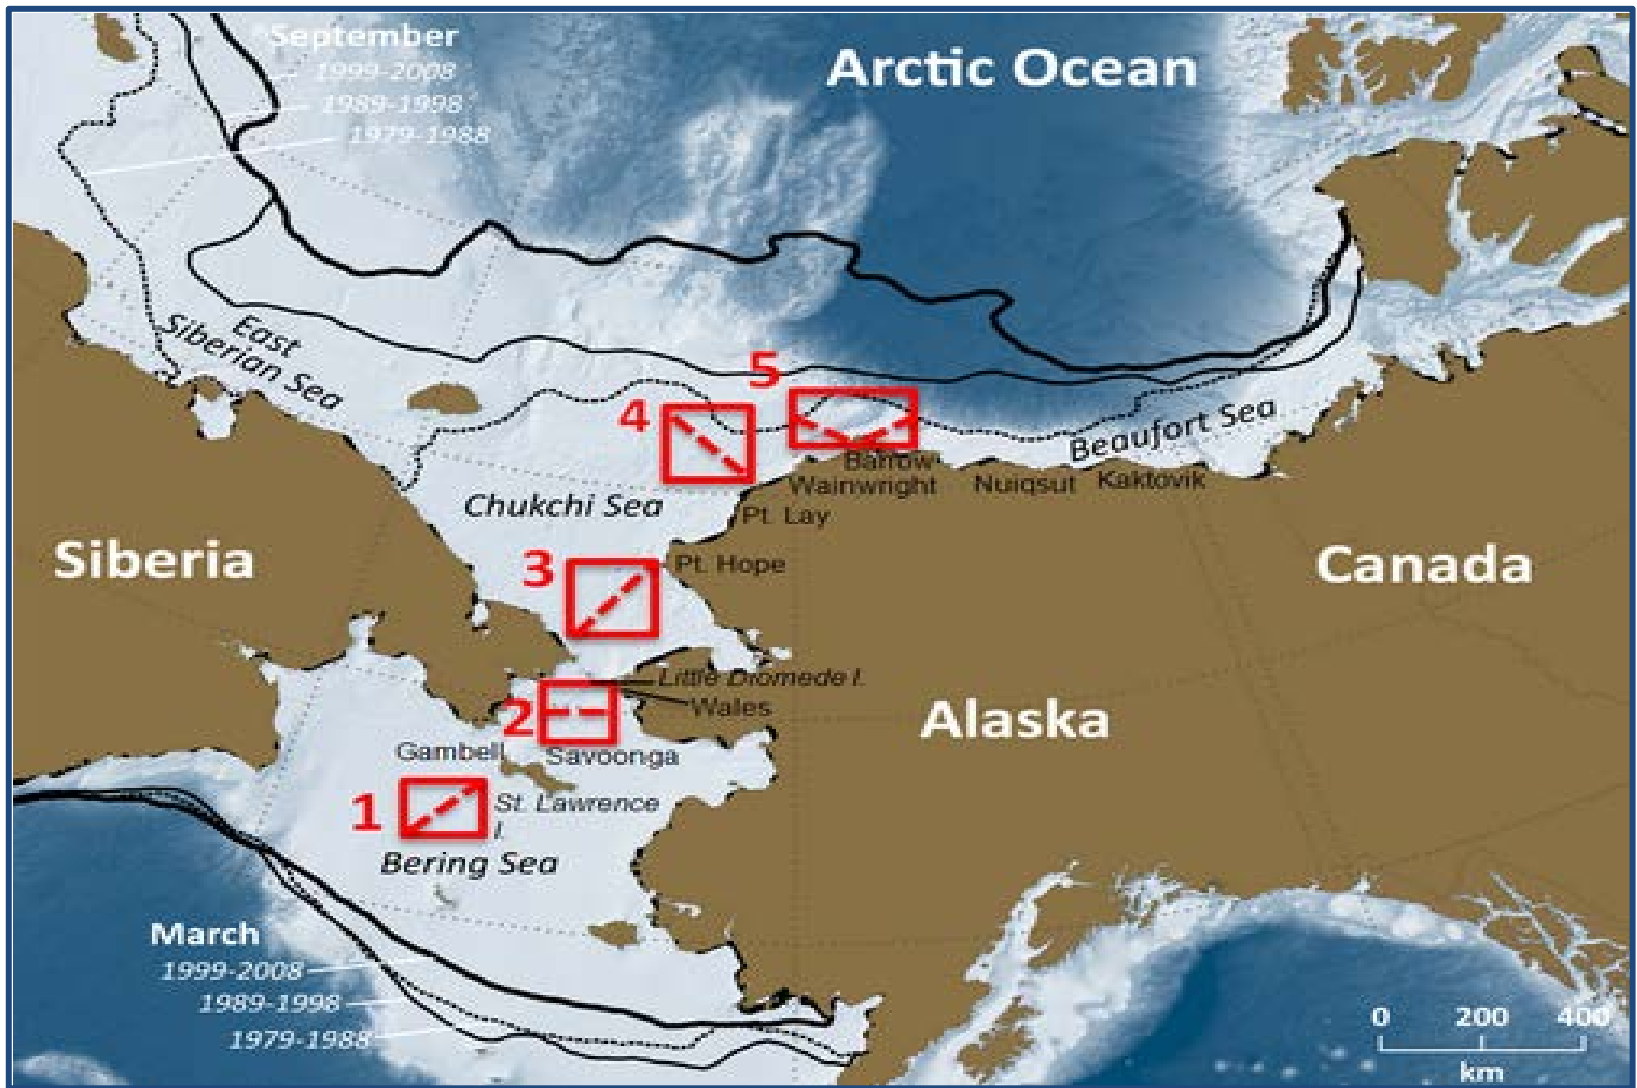 September
1999-2008
1989-1998
1979-1988
Arctic Ocean
East
Siberian Sea
5
4
Beaufort Sea
Barrow
Wainwright
Nuiqsut
Kaktovik
Chukchi Sea
Pt. Lay
Siberia
3
Pt. Hope
Canada
Little Diomede I.
Wales
2
Alaska
Gambell
Savoonga
1
St. Lawrence
I.
Bering Sea
March
1999-2008
1989-1998
1979-1988
0 200 400
km